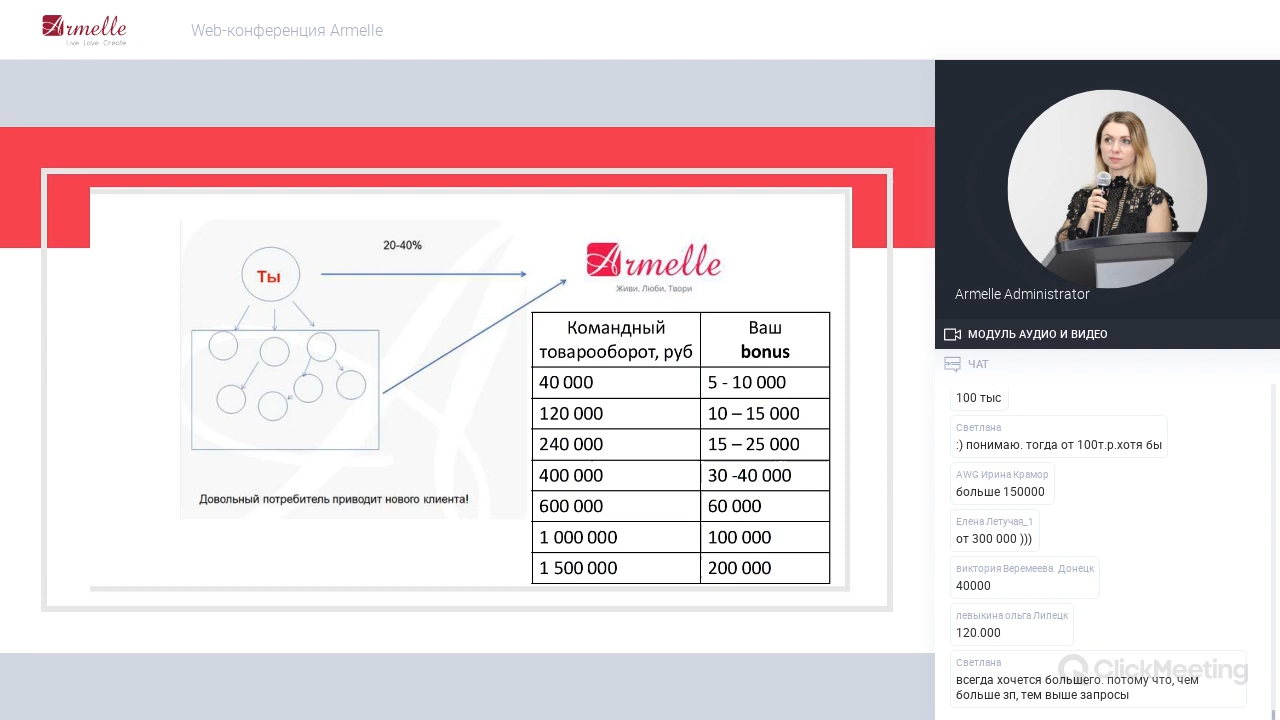 Armelle
Live Love Create
Web-конференция Armelle
20-40%
Ты
Armelle
Живи. Люби. Твори
Командный товарооборот, руб
Ваш bonus
40 000
5 - 10 000
120 000
10 – 15 000
240 000
15 – 25 000
400 000
30 -40 000
600 000
60 000
1 000 000
100 000
1 500 000
200 000
Довольный потребитель приводит нового клиента!
Armelle Administrator
МОДУЛЬ АУДИО И ВИДЕО
ЧАТ
100 тыс
Светлана
:) понимаю. тогда от 100т.р.хотя бы
AWG Ирина Крамор
больше 150000
Елена Летучая_1
от 300 000 )))
виктория Веремеева. Донецк
40000
левыкина ольга Липецк
120.000
Светлана
всегда хочется большего. потому что, чем
больше зп, тем выше запросы
ClickMeeting